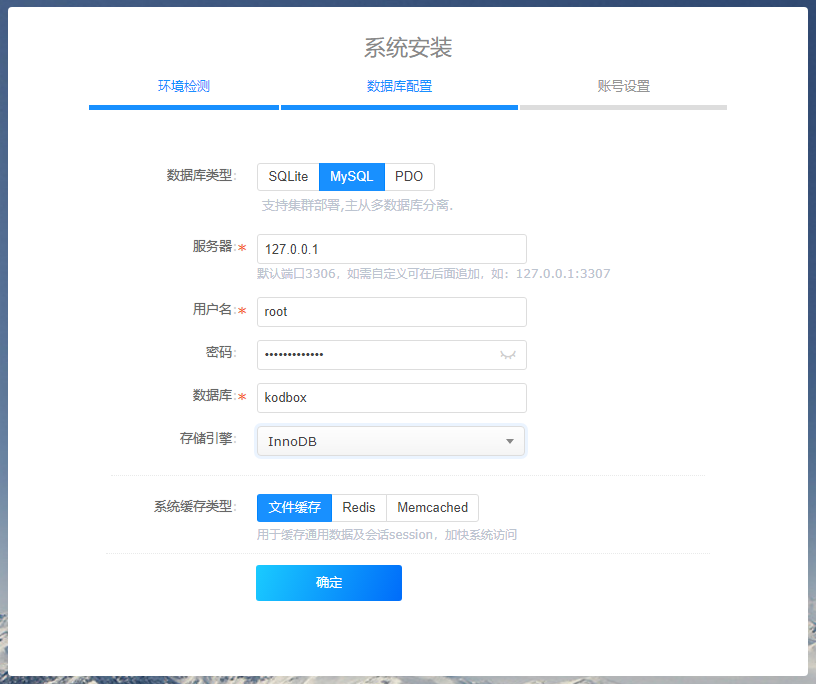 系统安装
环境检测 数据库配置 账号设置
数据库类型: SQLite MySQL PDO
支持集群部署,主从多数据库分离.
服务器:* 127.0.0.1
默认端口3306，如需自定义可在后面追加，如：127.0.0.1:3307
用户名:* root
密码: •••••••••••••
数据库:* kodbox
存储引擎: InnoDB
系统缓存类型: 文件缓存 Redis Memcached
用于缓存通用数据及会话session，加快系统访问
确定